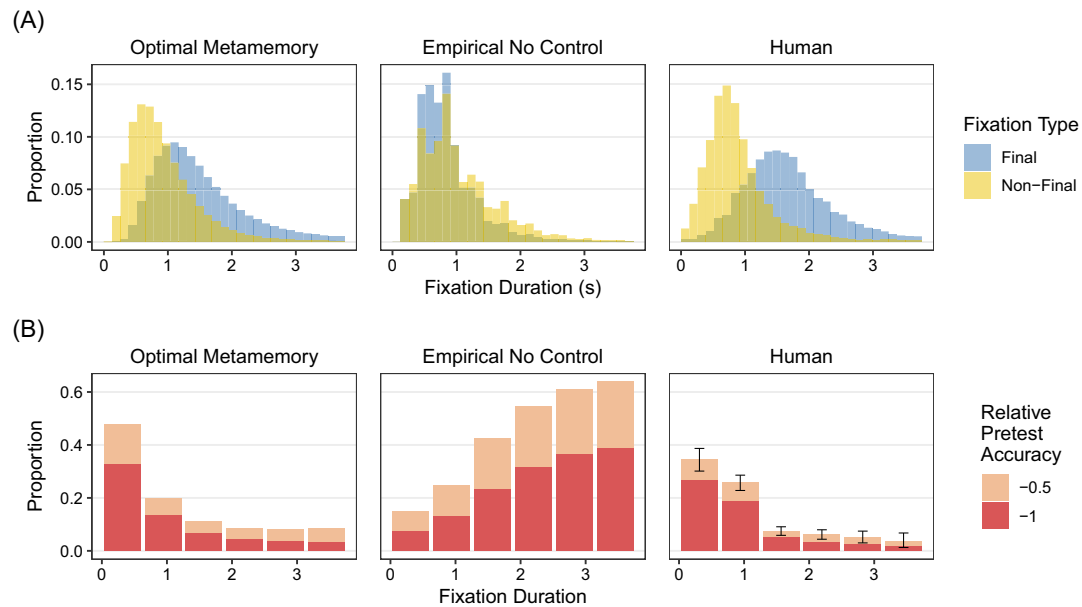 (A)
Optimal Metamemory
Empirical No Control
Human
0.15
0.10
0.05
0.00
Proportion
0 1 2 3
0 1 2 3
0 1 2 3
Fixation Duration (s)
Fixation Type
Final
Non−Final
(B)
Optimal Metamemory
Empirical No Control
Human
0.6
0.4
0.2
0.0
Proportion
0 1 2 3
0 1 2 3
0 1 2 3
Fixation Duration
Relative
Pretest
Accuracy
−0.5
−1